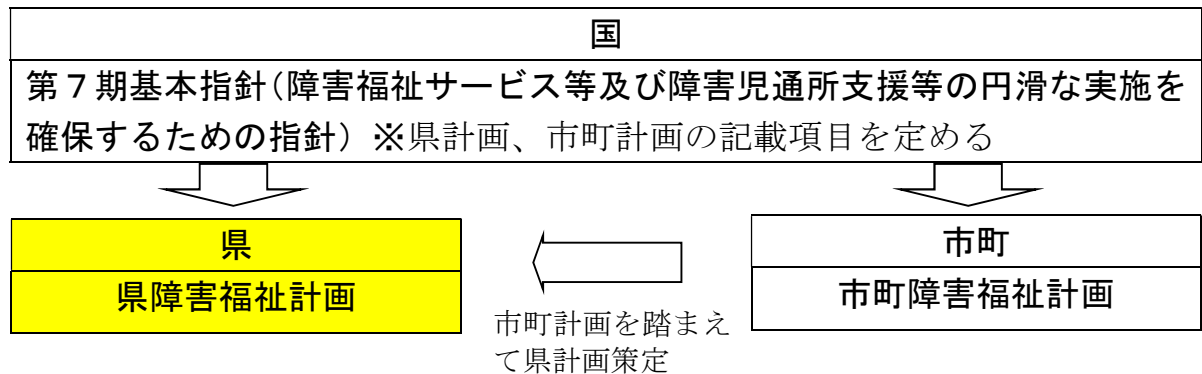 国
第７期基本指針（障害福祉サービス等及び障害児通所支援等の円滑な実施を
確保するための指針）※県計画、市町計画の記載項目を定める
県
県障害福祉計画
市町計画を踏まえ
て県計画策定
市町
市町障害福祉計画